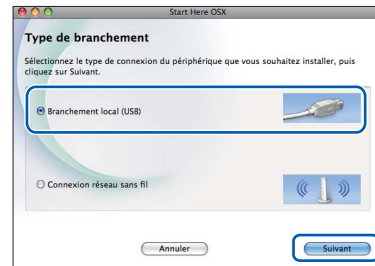 Start Here OSX
Type de branchement
Sélectionnez le type de connexion du périphérique que vous souhaitez installer, puis
cliquez sur Suivant.
Branchement local (USB)
Connexion réseau sans fil
Annuler
Suivant